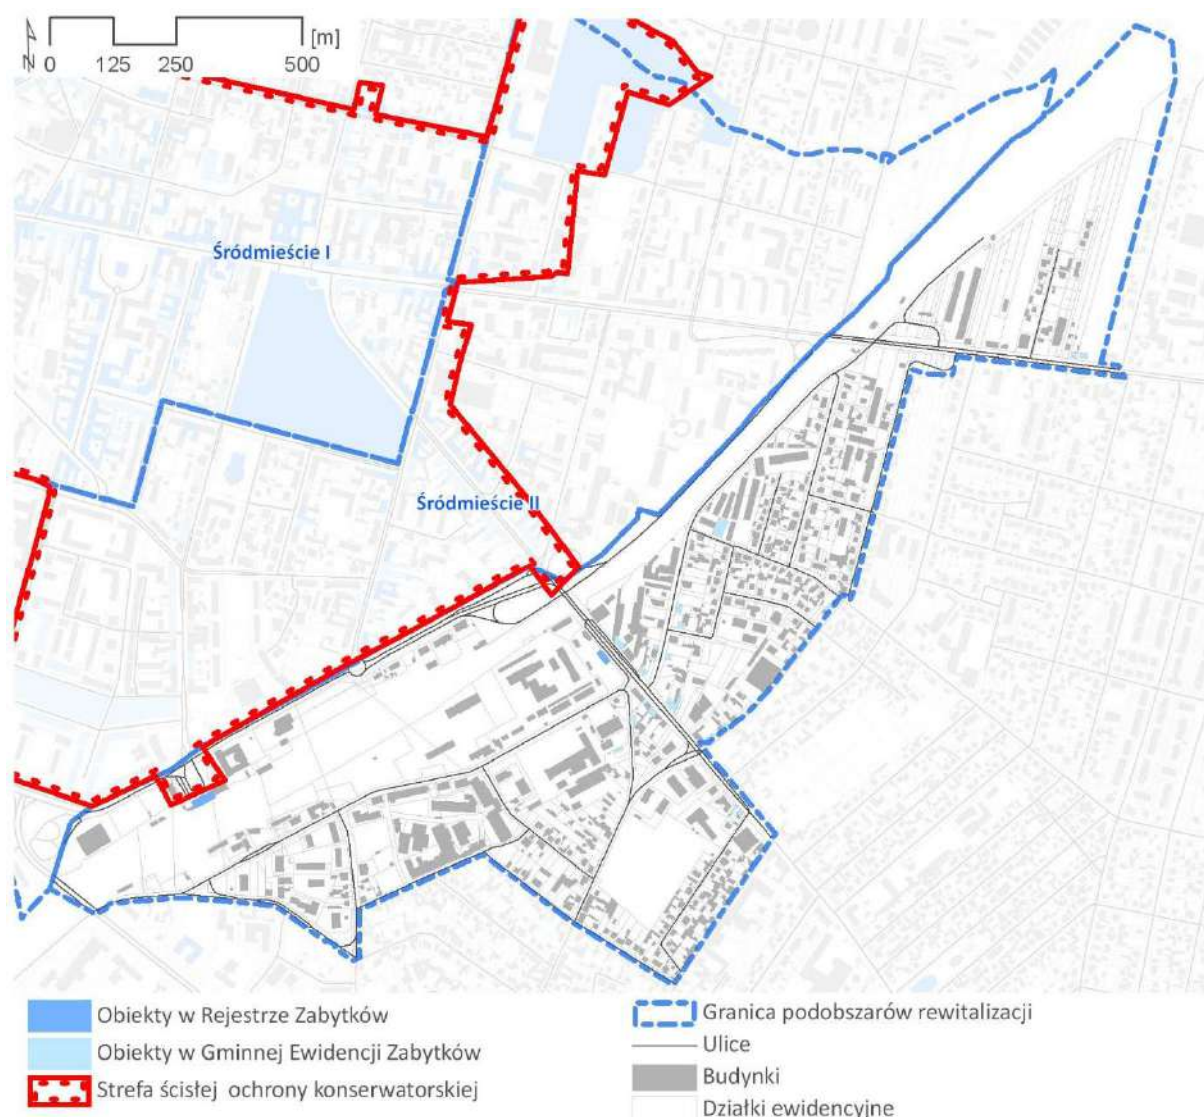 [m]
N 0 125 250 500
Śródmieście I
Śródmieście II
Obiekty w Rejestrze Zabytków
Obiekty w Gminnej Ewidencji Zabytków
Strefa ścisłej ochrony konserwatorskiej
Granica podobszarów rewitalizacji
Ulice
Budynki
Działki ewidencyjne